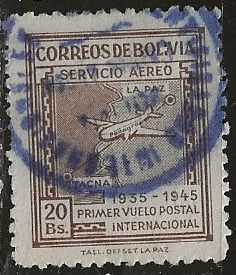 CORREOS DE BOLIVIA
SERVICIO AEREO
LA PAZ
TACNA
1935-1945
20
Bs.
PRIMER VUELO POSTAL
INTERNACIONAL
TALL. OFFSET LA PAZ